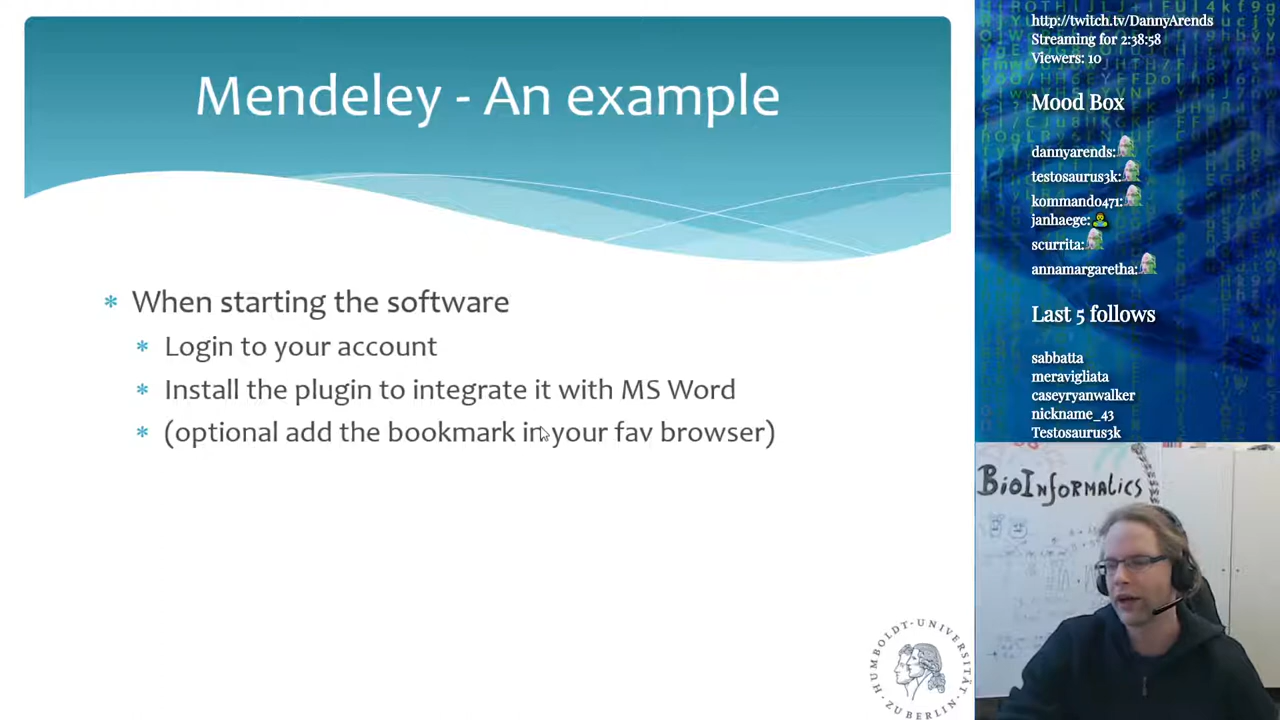 Mendeley - An example
* When starting the software
* Login to your account
* Install the plugin to integrate it with MS Word
* (optional add the bookmark in your fav browser)
HUMBOLDT-UNIVERSITÄT
ZU BERLIN
http://twitch.tv/DannyArends
Streaming for 2:38:58
Viewers: 10
Mood Box
dannyarends:
testosaurus3k:
kommando471:
janhaege:
scurrita:
annamargaretha:
Last 5 follows
sabbatta
meravigliata
caseyryanwalker
nickname_43
Testosaurus3k
BioInformatics